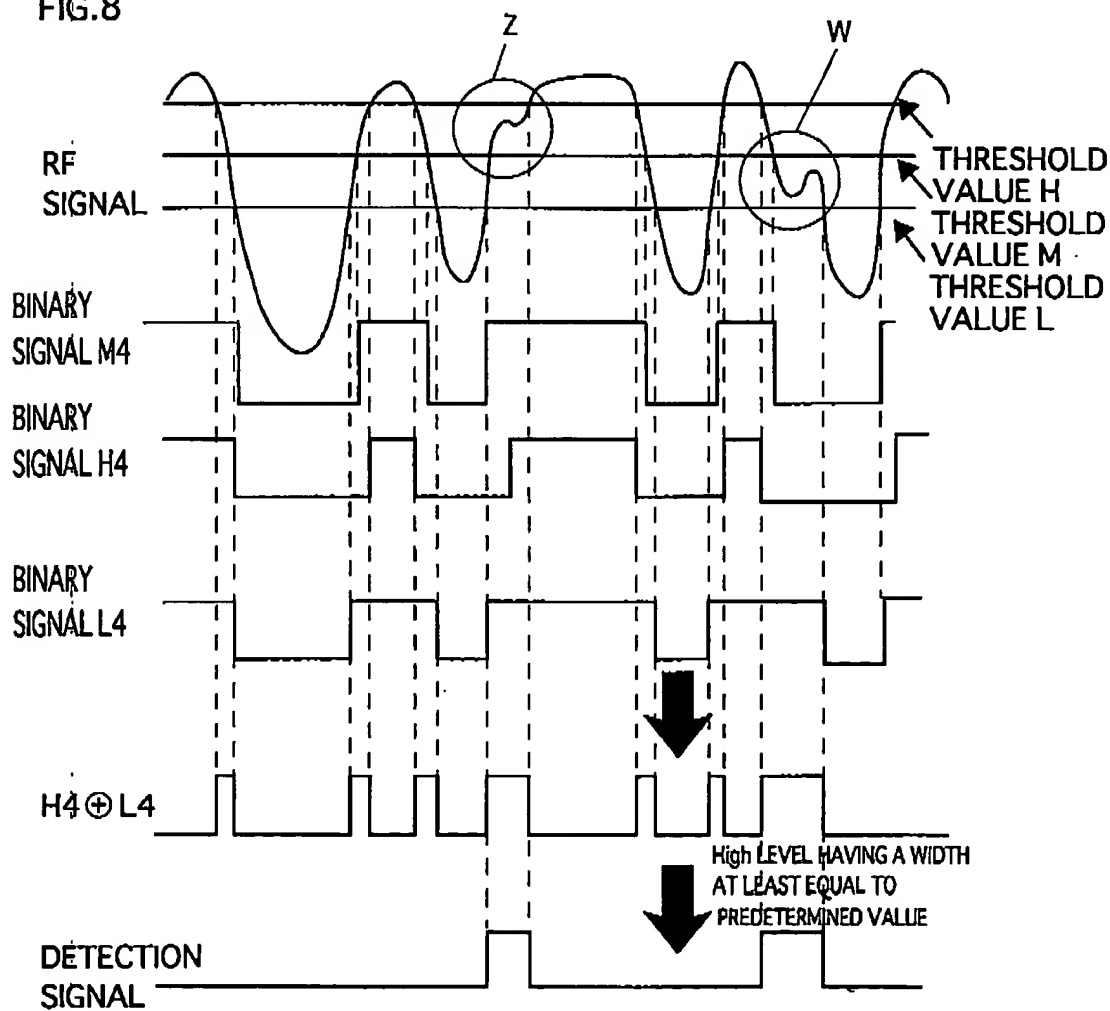 FIG.8
Z
W
RF
SIGNAL
THRESHOLD
VALUE H
THRESHOLD
VALUE M
THRESHOLD
VALUE L
BINARY
SIGNAL M4
BINARY
SIGNAL H4
BINARY
SIGNAL L4
H4 ⊕ L4
High LEVEL HAVING A WIDTH
AT LEAST EQUAL TO
PREDETERMINED VALUE
DETECTION
SIGNAL